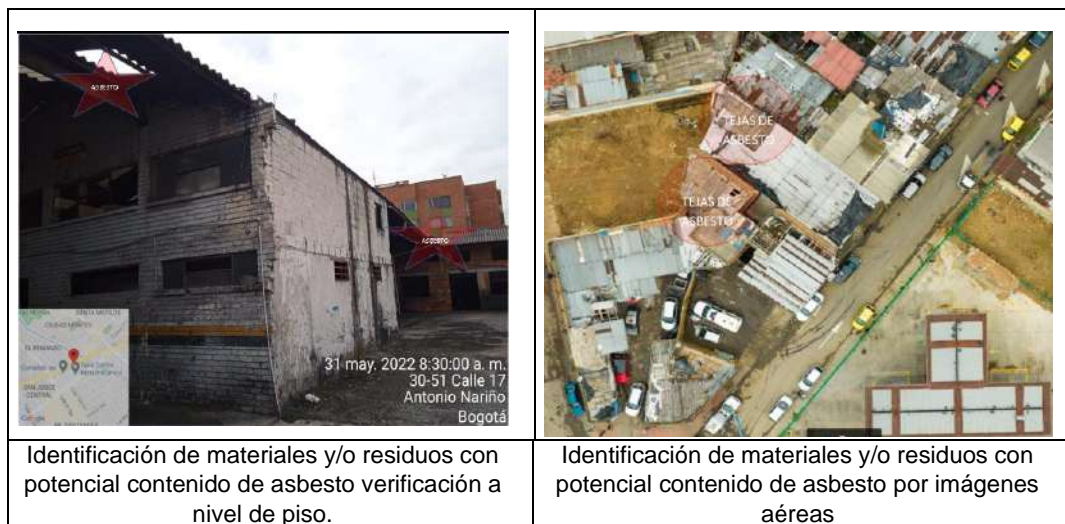 ASBESTO
ASBESTO
31 may. 2022 8:30:00 a. m.
30-51 Calle 17
Antonio Nariño
Bogotá
TEJAS DE
ASBESTO
TEJAS DE
ASBESTO
Identificación de materiales y/o residuos con
potencial contenido de asbesto verificación a
nivel de piso.
Identificación de materiales y/o residuos con
potencial contenido de asbesto por imágenes
aéreas